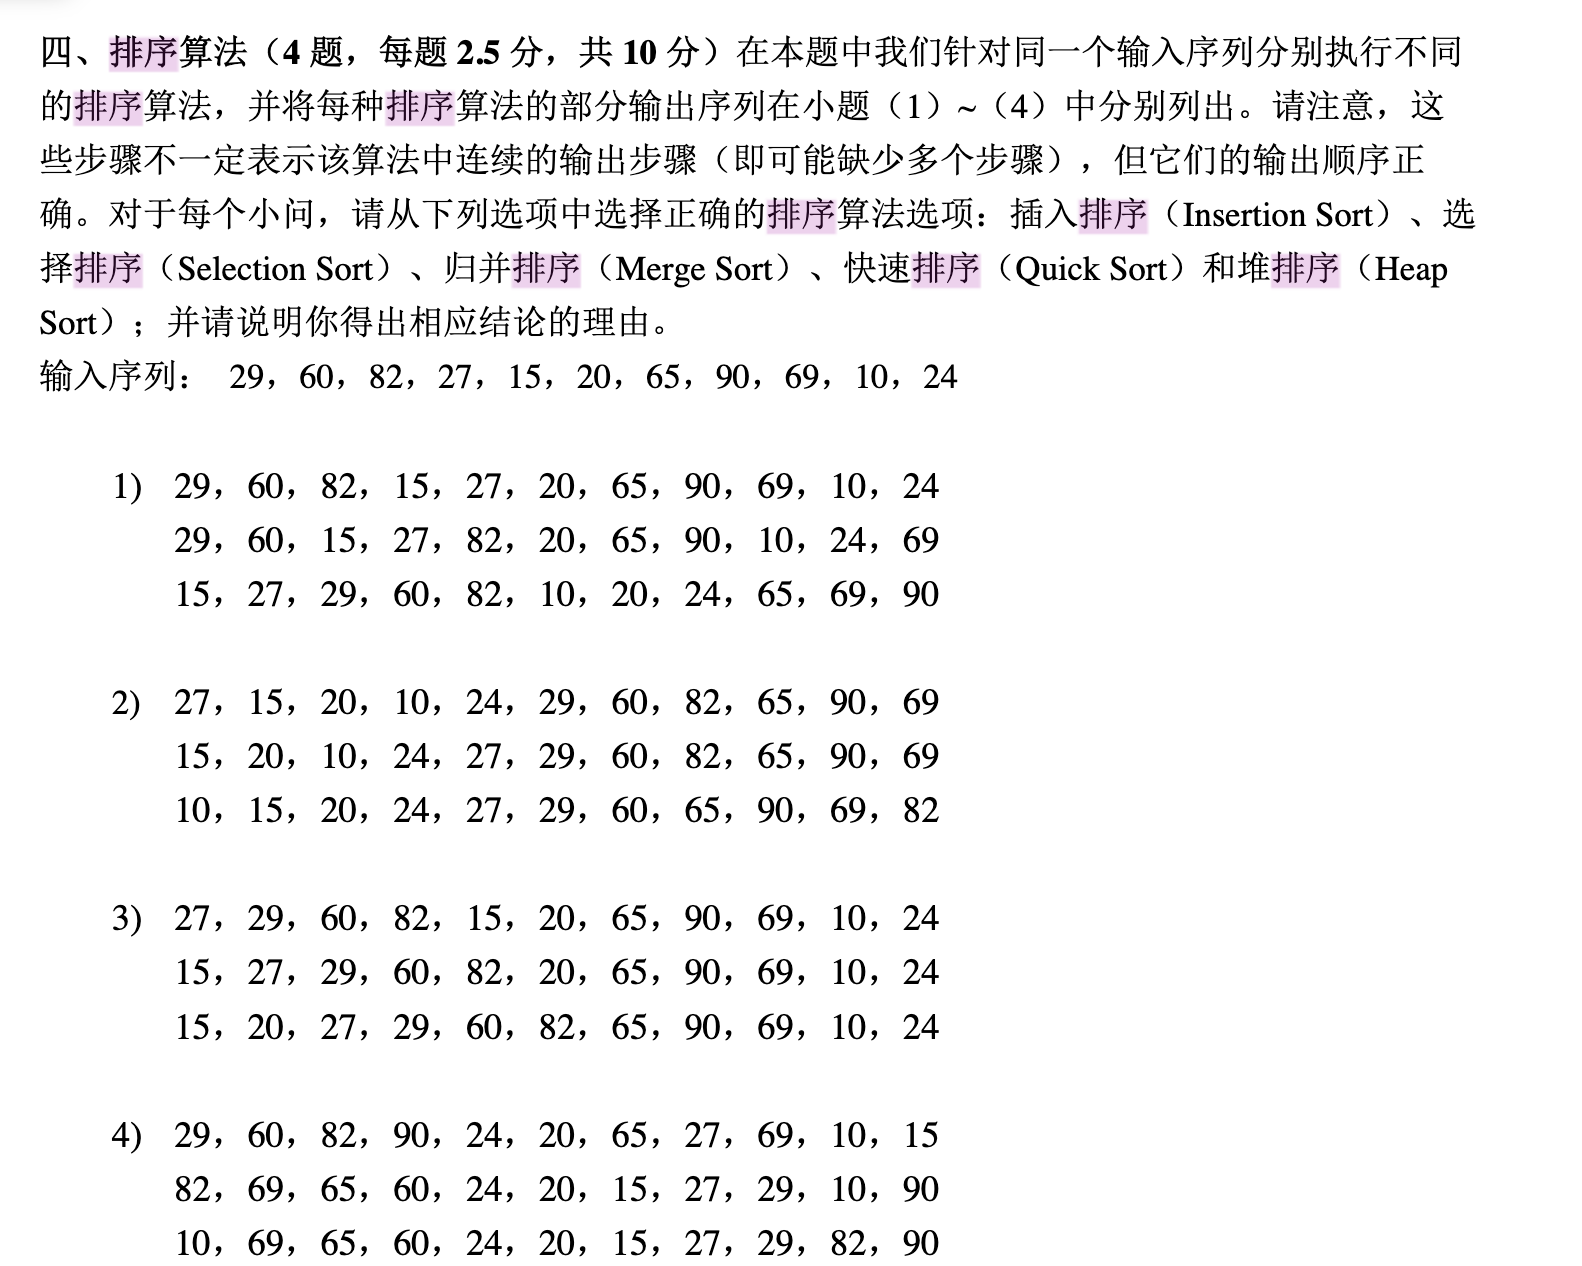 四、排序算法（4 题，每题 2.5 分，共 10 分）在本题中我们针对同一个输入序列分别执行不同
的排序算法，并将每种排序算法的部分输出序列在小题（1）~（4）中分别列出。请注意，这
些步骤不一定表示该算法中连续的输出步骤（即可能缺少多个步骤），但它们的输出顺序正
确。对于每个小问，请从下列选项中选择正确的排序算法选项：插入排序（Insertion Sort）、选
择排序（Selection Sort）、归并排序（Merge Sort）、快速排序（Quick Sort）和堆排序（Heap
Sort）；并请说明你得出相应结论的理由。
输入序列： 29，60，82，27，15，20，65，90，69，10，24
1) 29，60，82，15，27，20，65，90，69，10，24
29，60，15，27，82，20，65，90，10，24，69
15，27，29，60，82，10，20，24，65，69，90
2) 27，15，20，10，24，29，60，82，65，90，69
15，20，10，24，27，29，60，82，65，90，69
10，15，20，24，27，29，60，65，90，69，82
3) 27，29，60，82，15，20，65，90，69，10，24
15，27，29，60，82，20，65，90，69，10，24
15，20，27，29，60，82，65，90，69，10，24
4) 29，60，82，90，24，20，65，27，69，10，15
82，69，65，60，24，20，15，27，29，10，90
10，69，65，60，24，20，15，27，29，82，90